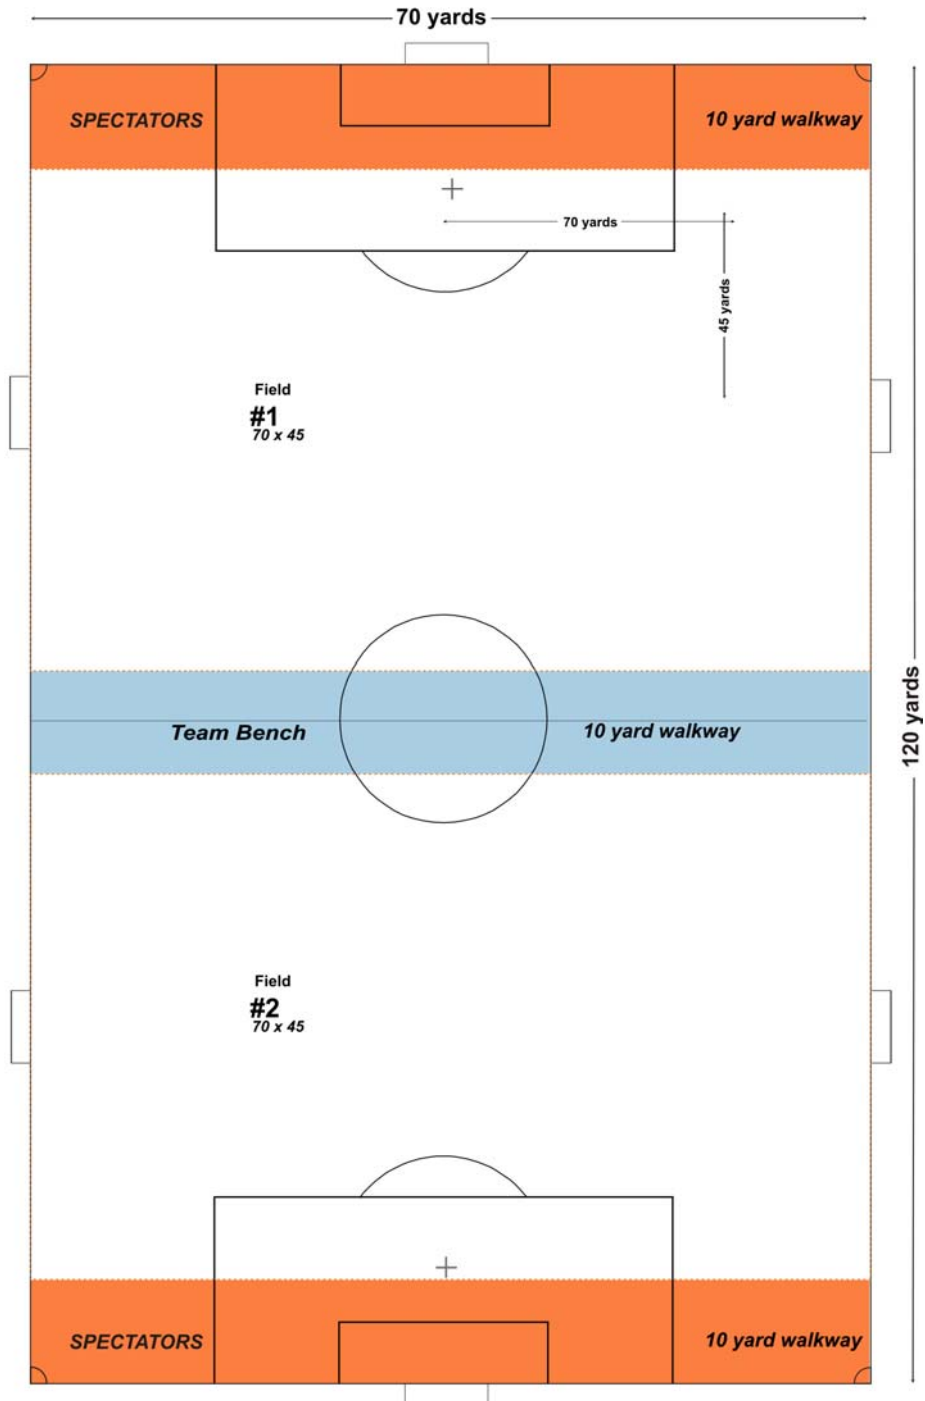 70 yards
SPECTATORS
10 yard walkway
70 yards
45 yards
Field
#1
70 x 45
Team Bench
10 yard walkway
120 yards
Field
#2
70 x 45
SPECTATORS
10 yard walkway